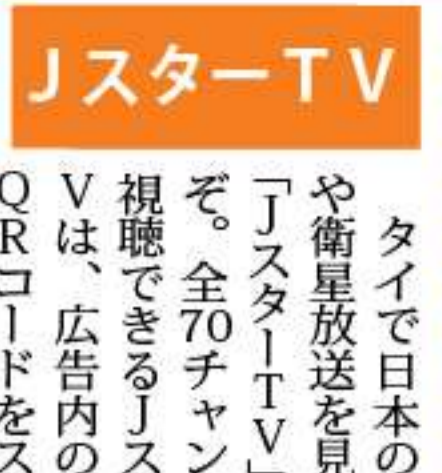 JスターTV
タイで日本の
や衛星放送を見
「JスターTV」
ぞ。全70チャン
視聴できるJス
Vは、広告内の
QRコードをス